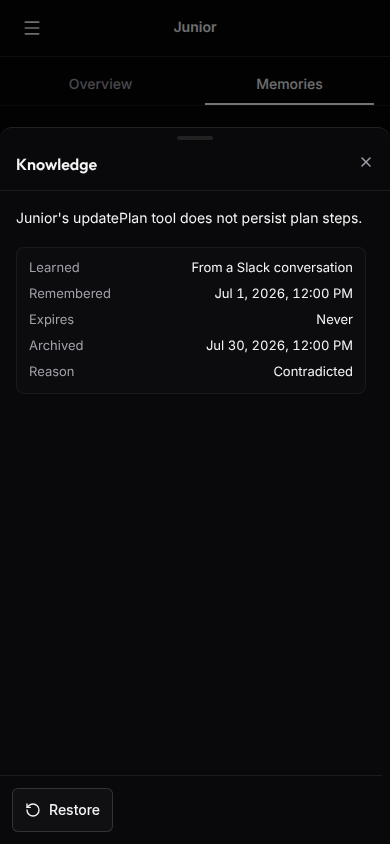 Junior
Overview
Memories
Knowledge
Junior's updatePlan tool does not persist plan steps.
Learned From a Slack conversation
Remembered Jul 1, 2026, 12:00 PM
Expires Never
Archived Jul 30, 2026, 12:00 PM
Reason Contradicted
Restore